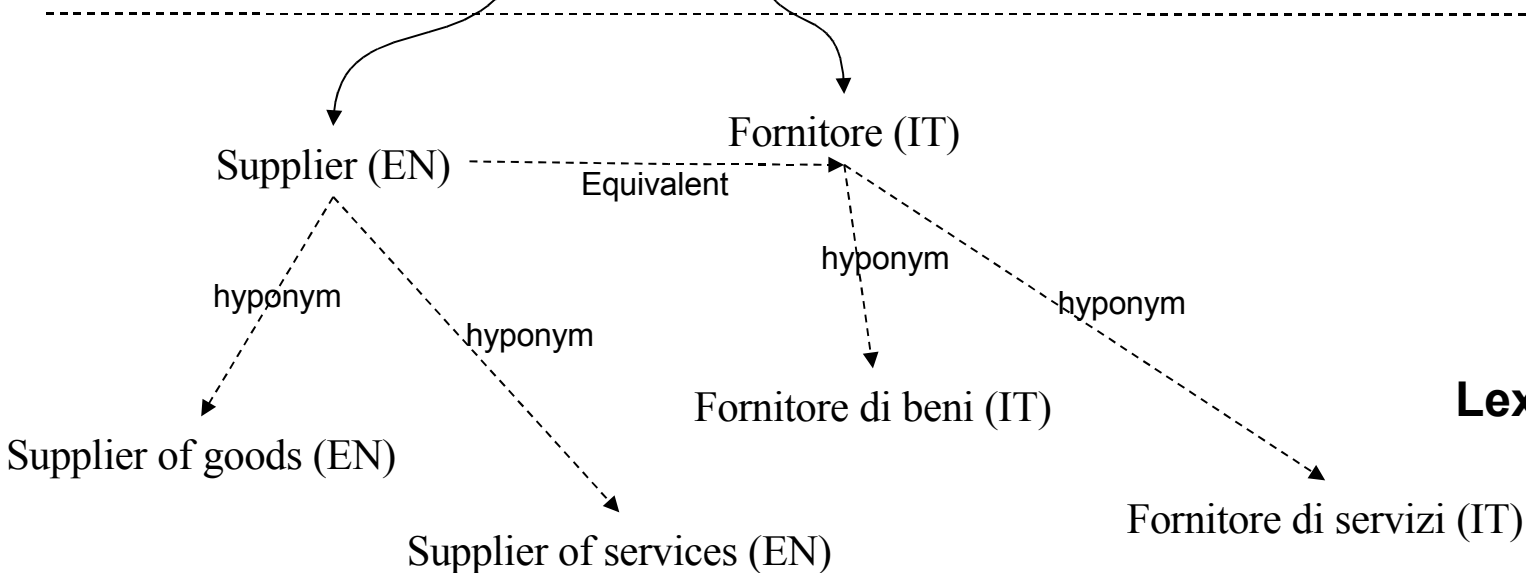 Fornitore (IT)
Supplier (EN)
Equivalent
hyponym
hyponym
hyponym
hyponym
Lex
Fornitore di beni (IT)
Supplier of goods (EN)
Fornitore di servizi (IT)
Supplier of services (EN)